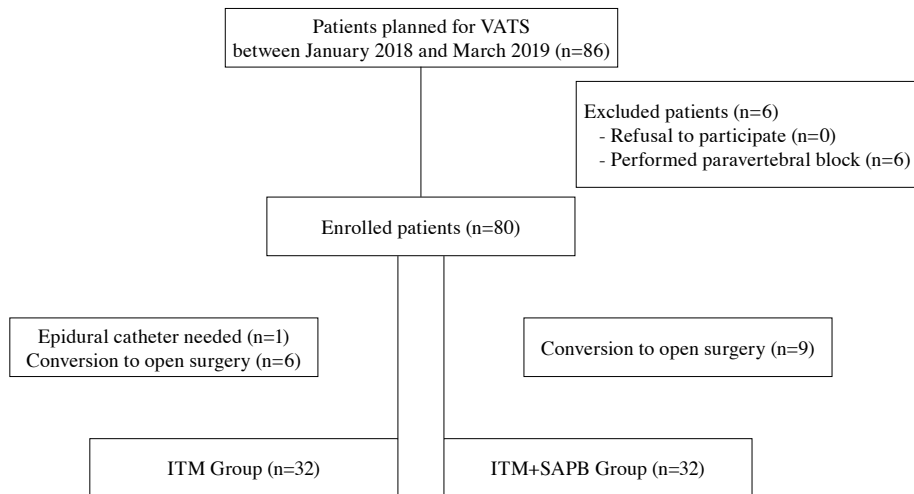 Patients planned for VATS
between January 2018 and March 2019 (n=86)
Excluded patients (n=6)
- Refusal to participate (n=0)
- Performed paravertebral block (n=6)
Enrolled patients (n=80)
Epidural catheter needed (n=1)
Conversion to open surgery (n=6)
Conversion to open surgery (n=9)
ITM Group (n=32)
ITM+SAPB Group (n=32)